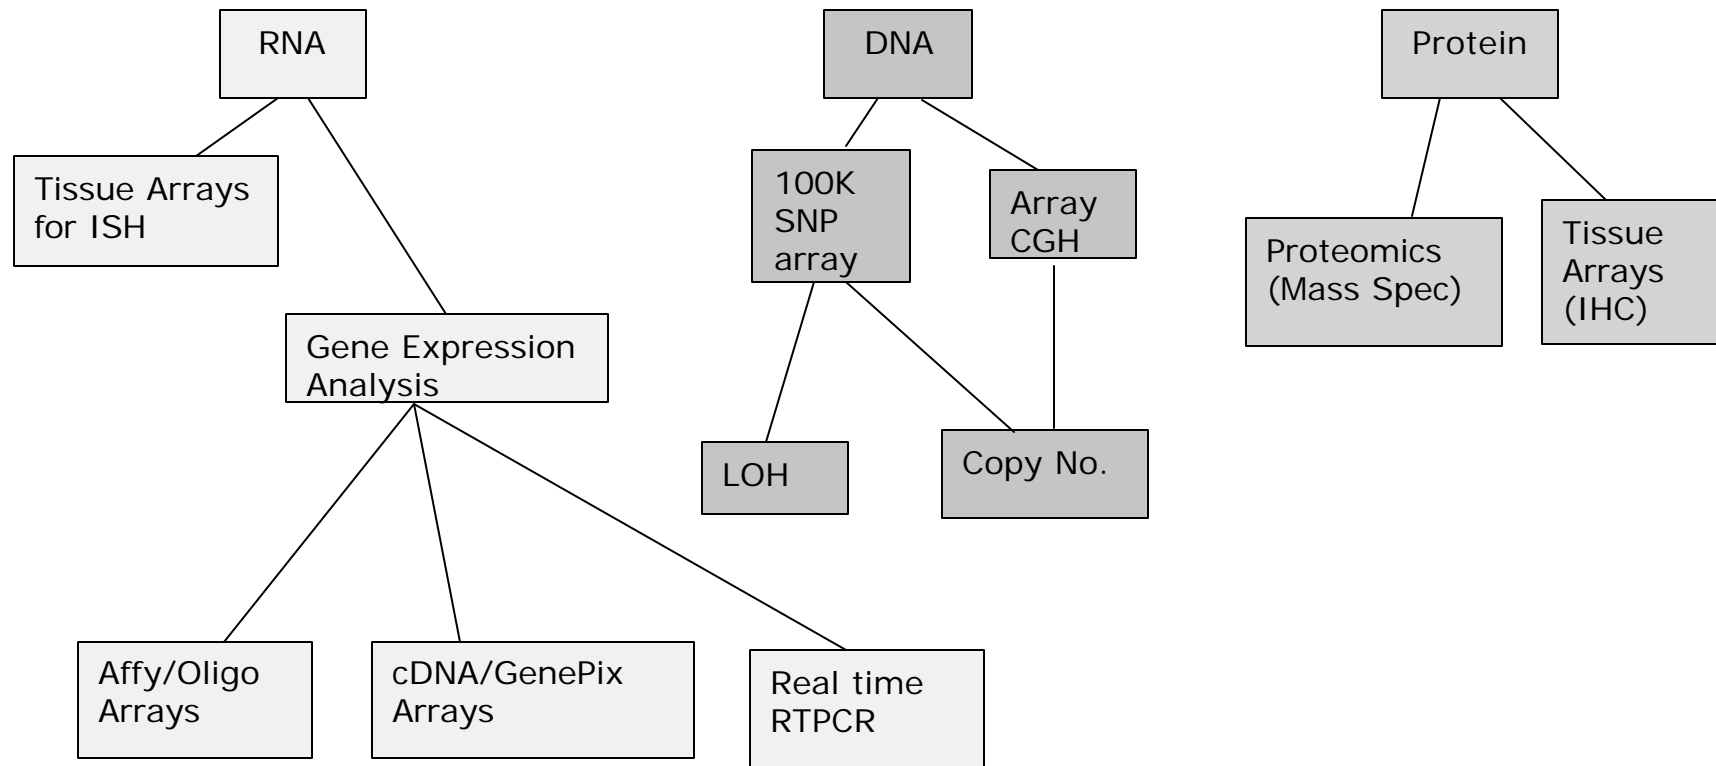 RNA
DNA
Protein
Tissue Arrays
for ISH
100K
SNP
array
Array
CGH
Proteomics
(Mass Spec)
Tissue
Arrays
(IHC)
Gene Expression
Analysis
LOH
Copy No.
Affy/Oligo
Arrays
cDNA/GenePix
Arrays
Real time
RTPCR